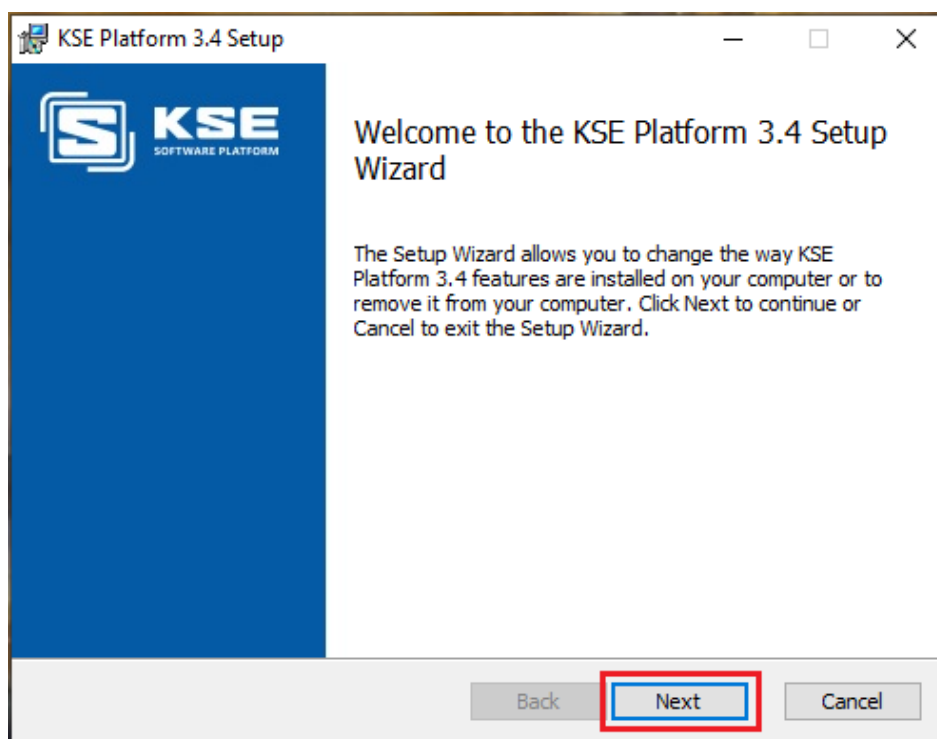 KSE Platform 3.4 Setup
S KSE
SOFTWARE PLATFORM
Welcome to the KSE Platform 3.4 Setup
Wizard
The Setup Wizard allows you to change the way KSE
Platform 3.4 features are installed on your computer or to
remove it from your computer. Click Next to continue or
Cancel to exit the Setup Wizard.
Back Next Cancel